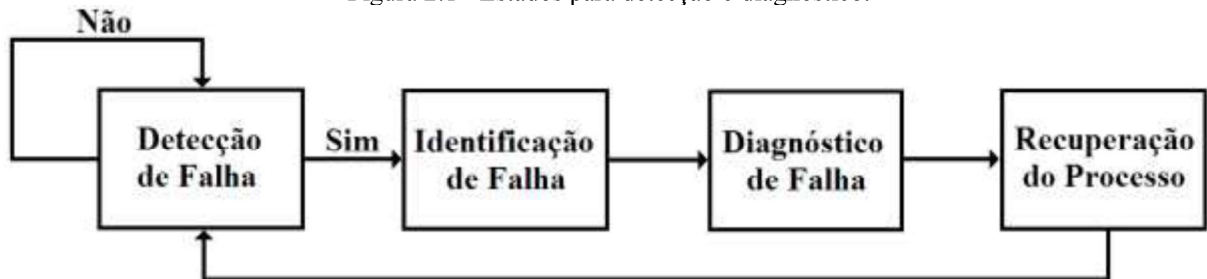 Não
Detecção
de Falha
Sim
Identificação
de Falha
Diagnóstico
de Falha
Recuperação
do Processo